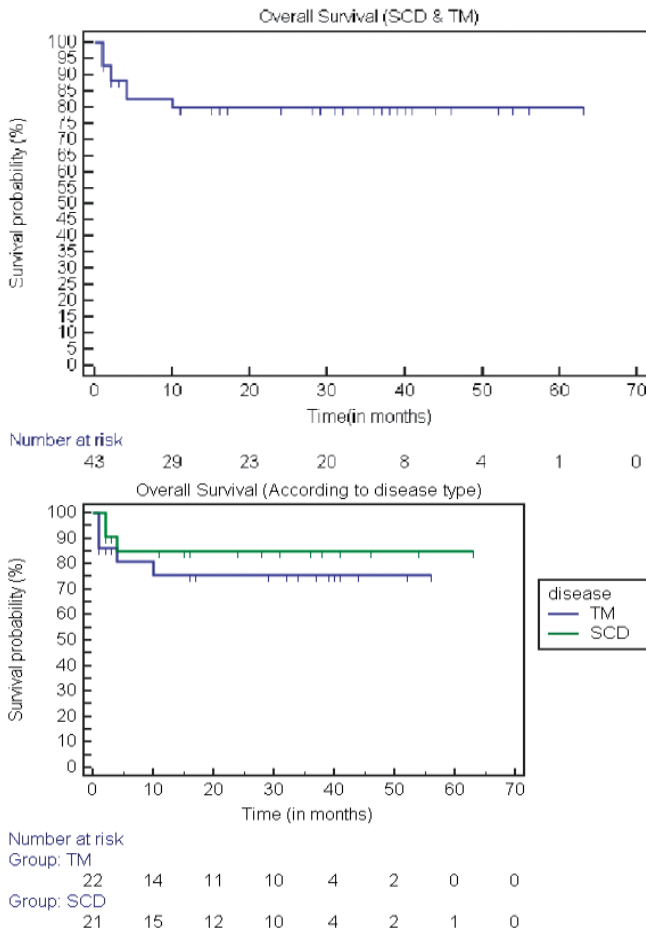 Overall Survival (SCD & TM)
Survival probability (%)
100
95
90
85
80
75
70
65
60
55
50
45
40
35
30
25
20
15
10
5
0
0 10 20 30 40 50 60 70
Time(in months)
Number at risk
43 29 23 20 8 4 1 0
Overall Survival (According to disease type)
Survival probability (%)
100
90
80
70
60
50
40
30
20
10
0
0 10 20 30 40 50 60 70
Time (in months)
disease
TM
SCD
Number at risk
Group: TM
22 14 11 10 4 2 0 0
Group: SCD
21 15 12 10 4 2 1 0